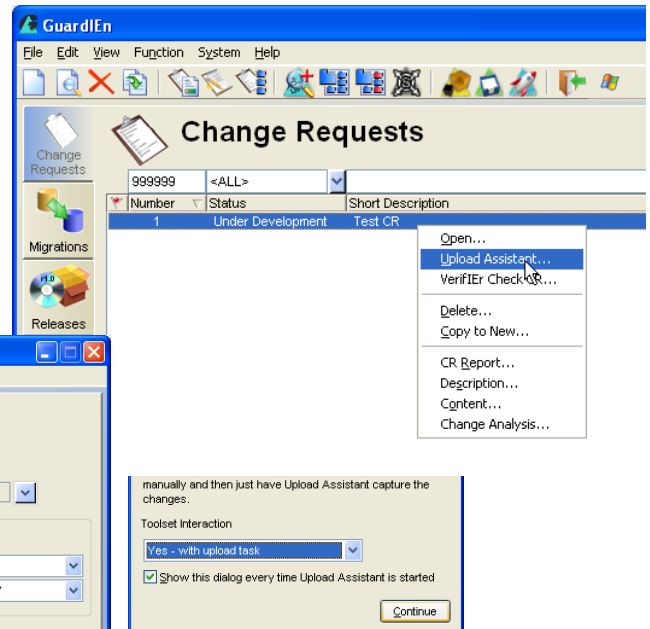 GuardIEn
File Edit View Function System Help
Change Requests
Change Requests
999999 <ALL>
Number Status Short Description
1 Under Development Test CR
Migrations
Releases
Open...
Upload Assistant...
VerifIEr Check CR...
Delete...
Copy to New...
CR Report...
Description...
Content...
Change Analysis...
manually and then just have Upload Assistant capture the
changes.
Toolset Interaction
Yes - with upload task
Show this dialog every time Upload Assistant is started
Continue